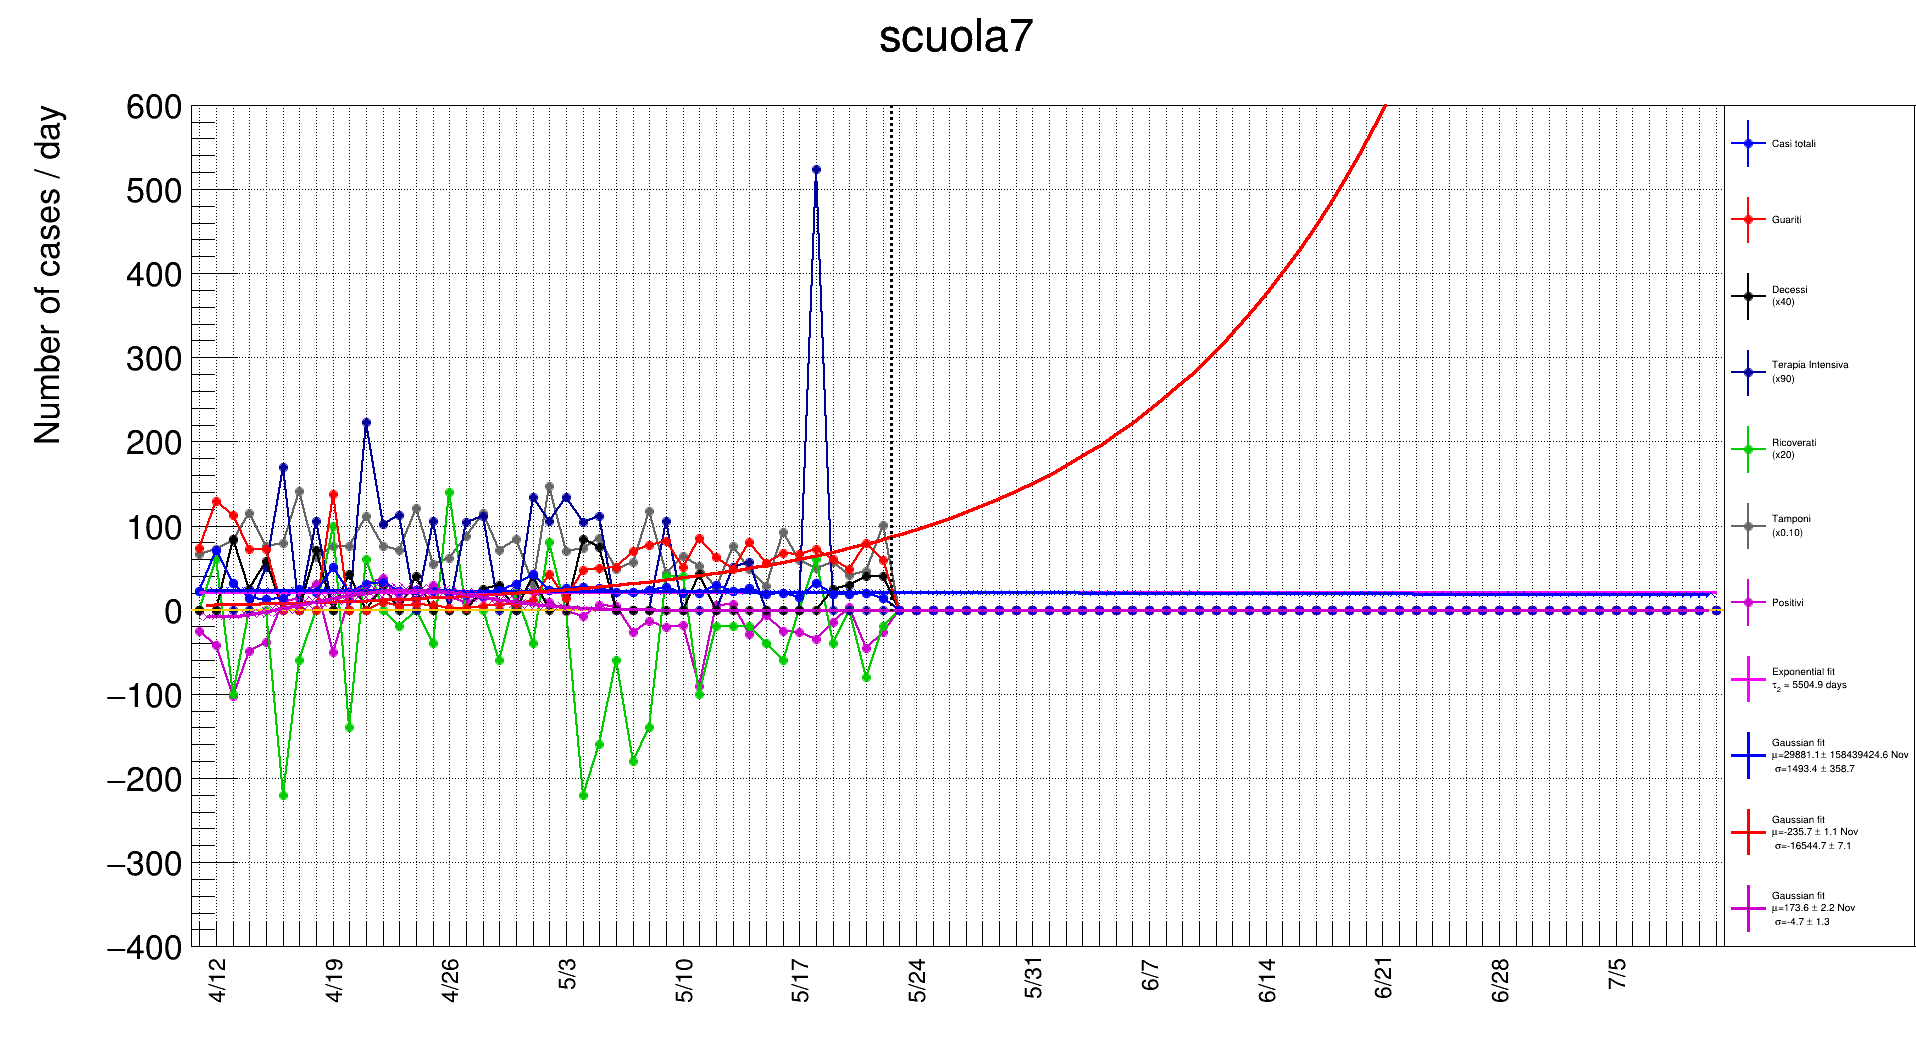 scuola7
Number of cases / day
600
500
400
300
200
100
0
−100
−200
−300
−400
4/12
4/19
4/26
5/3
5/10
5/17
5/24
5/31
6/7
6/14
6/21
6/28
7/5
Casi totali
Guariti
Decessi
(x40)
Terapia Intensiva
(x90)
Ricoverati
(x20)
Tamponi
(x0.10)
Positivi
Exponential fit
τ2 = 5504.9 days
Gaussian fit
μ=29881.1± 158439424.6 Nov
σ=1493.4 ± 358.7
Gaussian fit
μ=-235.7 ± 1.1 Nov
σ=-16544.7 ± 7.1
Gaussian fit
μ=173.6 ± 2.2 Nov
σ=-4.7 ± 1.3